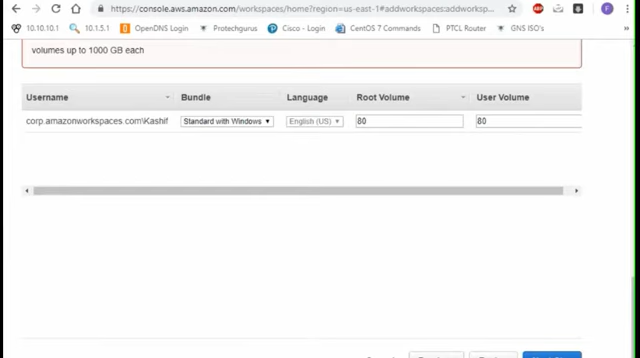 https://console.aws.amazon.com/workspaces/home?region=us-east-1#addworkspaces:addworksp...
F
10.10.10.1 10.1.5.1 OpenDNS Login Protechgurus Cisco - Login CentOS 7 Commands PTCL Router GNS ISO's »
volumes up to 1000 GB each
Username Bundle Language Root Volume User Volume
corp.amazonworkspaces.com\Kashif Standard with Windows English (US) 80 80